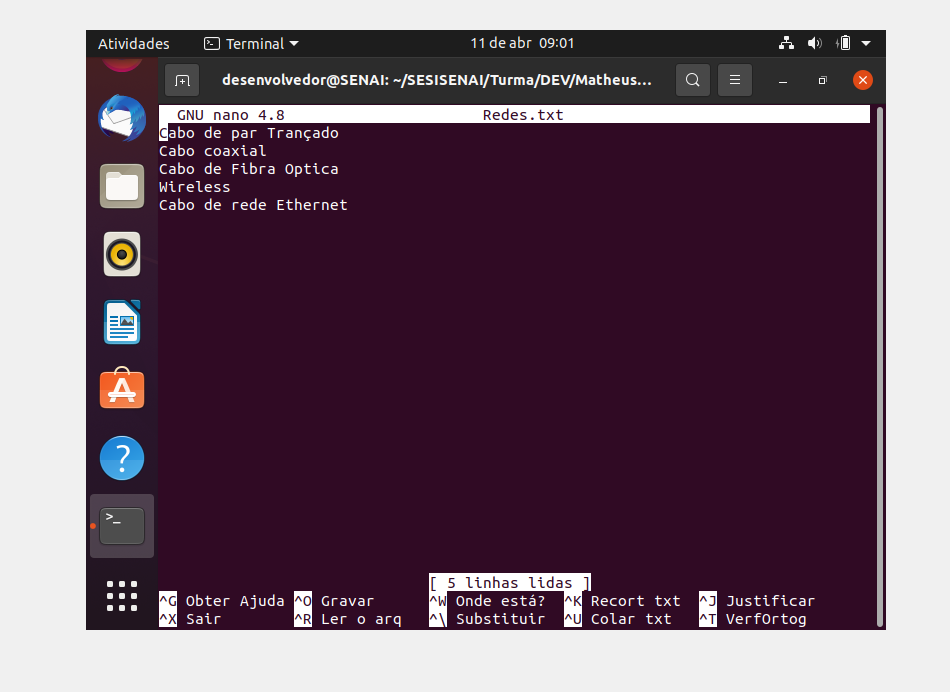 Atividades Terminal 11 de abr 09:01
desenvolvedor@SENAI: ~/SESISENAI/Turma/DEV/Matheus...
GNU nano 4.8 Redes.txt
Cabo de par Trançado
Cabo coaxial
Cabo de Fibra Optica
Wireless
Cabo de rede Ethernet
[ 5 linhas lidas ]
^G Obter Ajuda ^O Gravar ^W Onde está? ^K Recort txt ^J Justificar
^X Sair ^R Ler o arq ^\ Substituir ^U Colar txt ^T VerfOrtog